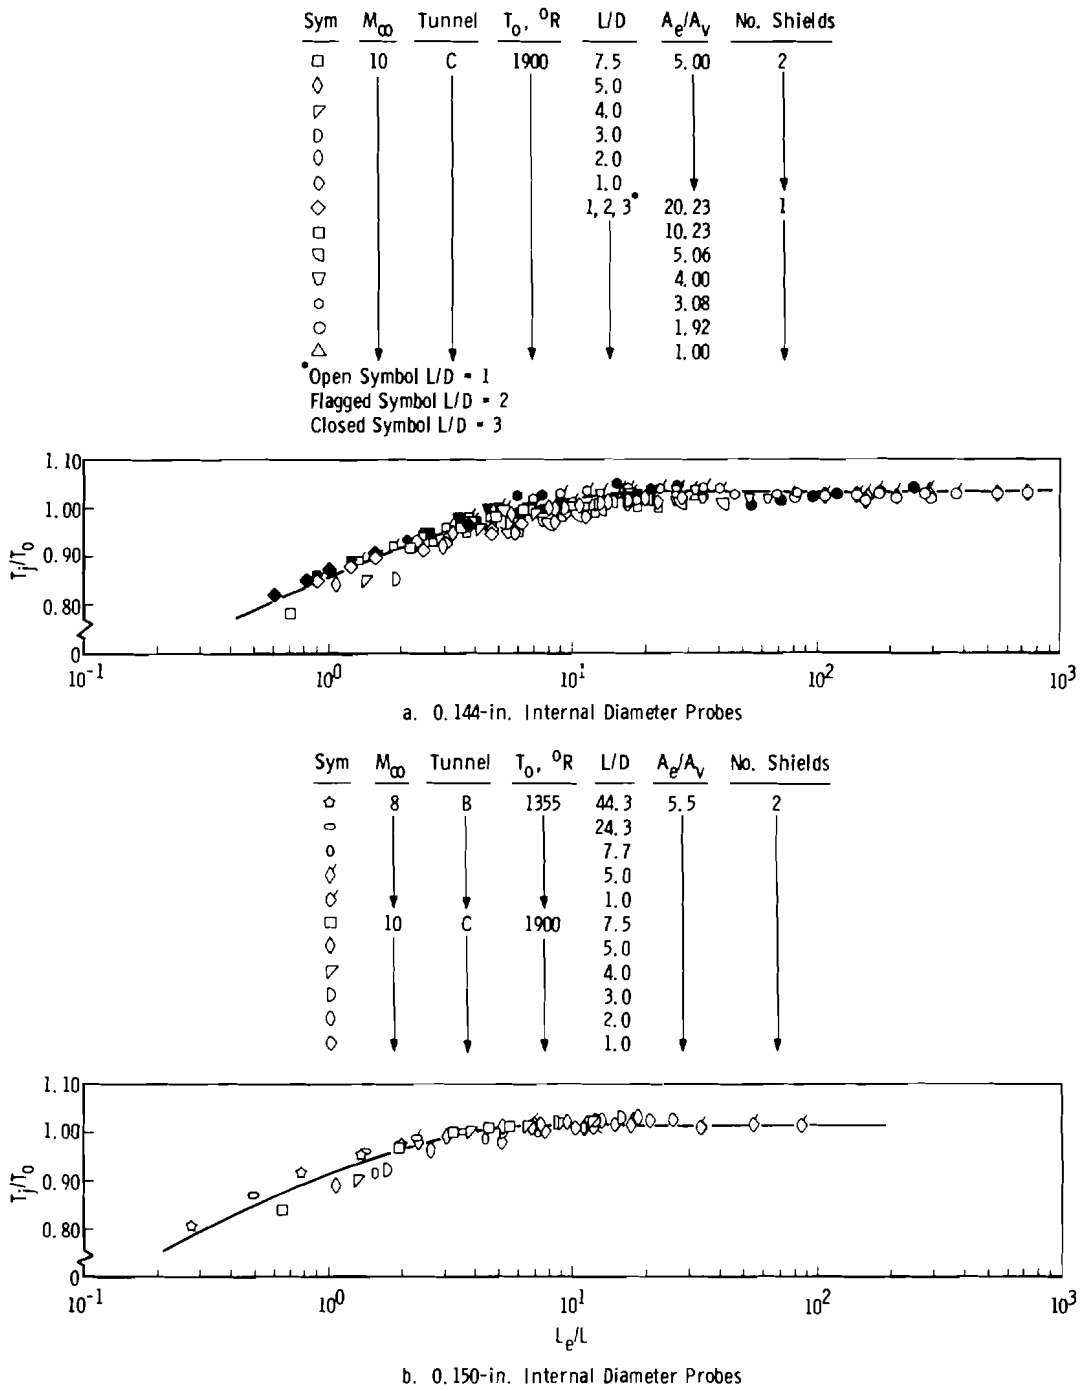 Sym M∞ Tunnel To, °R L/D Ae/Av No. Shields
10 C 1900 7.5 5.00 2
5.0
4.0
3.0
2.0
1.0
1, 2, 3* 20.23 1
10.23
5.06
4.00
3.08
1.92
1.00
*Open Symbol L/D = 1
Flagged Symbol L/D = 2
Closed Symbol L/D = 3
1.10
1.00
0.90
0.80
0
Tj/To
10⁻¹ 10⁰ 10¹ 10² 10³
a. 0.144-in. Internal Diameter Probes
Sym M∞ Tunnel To, °R L/D Ae/Av No. Shields
8 B 1355 44.3 5.5 2
24.3
7.7
5.0
1.0
10 C 1900 7.5
5.0
4.0
3.0
2.0
1.0
1.10
1.00
0.90
0.80
0
Tj/To
10⁻¹ 10⁰ 10¹ 10² 10³
Le/L
b. 0.150-in. Internal Diameter Probes